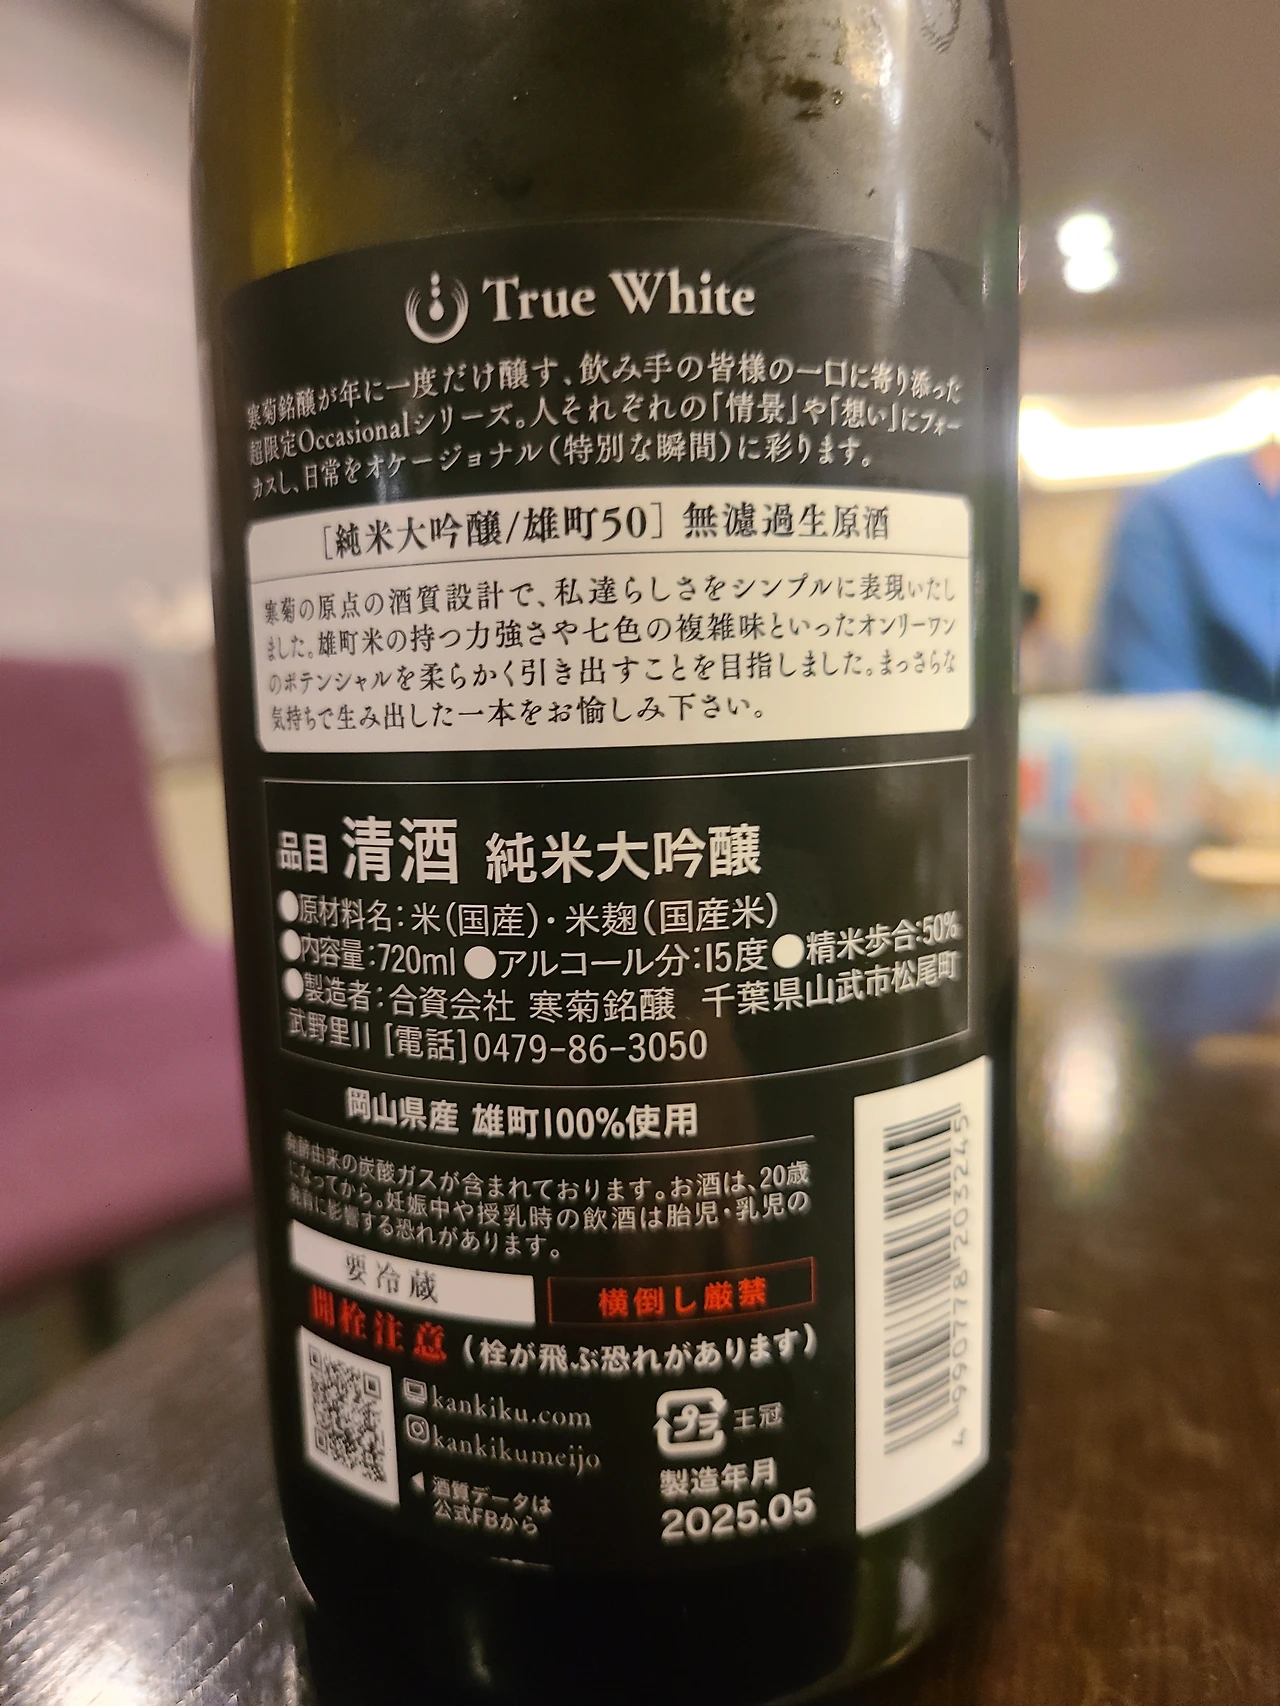 True White
寒菊銘醸が年に一度だけ醸す、飲み手の皆様の一口に寄り添った
超限定Occasionalシリーズ。人それぞれの「情景」や「想い」にフォー
カスし、日常をオケージョナル(特別な瞬間)に彩ります。
[純米大吟醸/雄町50] 無濾過生原酒
寒菊の原点の酒質設計で、私達らしさをシンプルに表現いたし
ました。雄町米の持つ力強さや七色の複雑味といったオンリーワン
のポテンシャルを柔らかく引き出すことを目指しました。まっさらな
気持ちで生み出した一本をお愉しみ下さい。
品目 清酒 純米大吟醸
●原材料名:米(国産)・米麹(国産米)
●内容量:720ml ●アルコール分:15度 ●精米歩合:50%
●製造者:合資会社 寒菊銘醸 千葉県山武市松尾町
武野里11 [電話]0479-86-3050
岡山県産 雄町100%使用
発酵由来の炭酸ガスが含まれております。お酒は、20歳
になってから。妊娠中や授乳時の飲酒は胎児・乳児の
発育に影響する恐れがあります。
要冷蔵
横倒し厳禁
開栓注意 (栓が飛ぶ恐れがあります)
kankiku.com
kankikumeijo
◀ 酒質データは
公式FBから
プラ 王冠
製造年月
2025.05
4 990778 203245